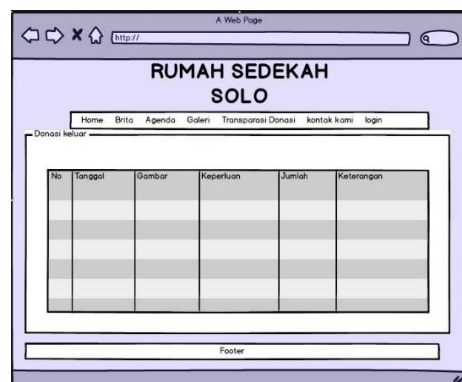 A Web Page
http://
RUMAH SEDEKAH
SOLO
Home Brita Agenda Galeri Transparasi Donasi kontak kami login
Donasi keluar
No Tanggal Gambar Keperluan Jumlah Keterangan
Footer